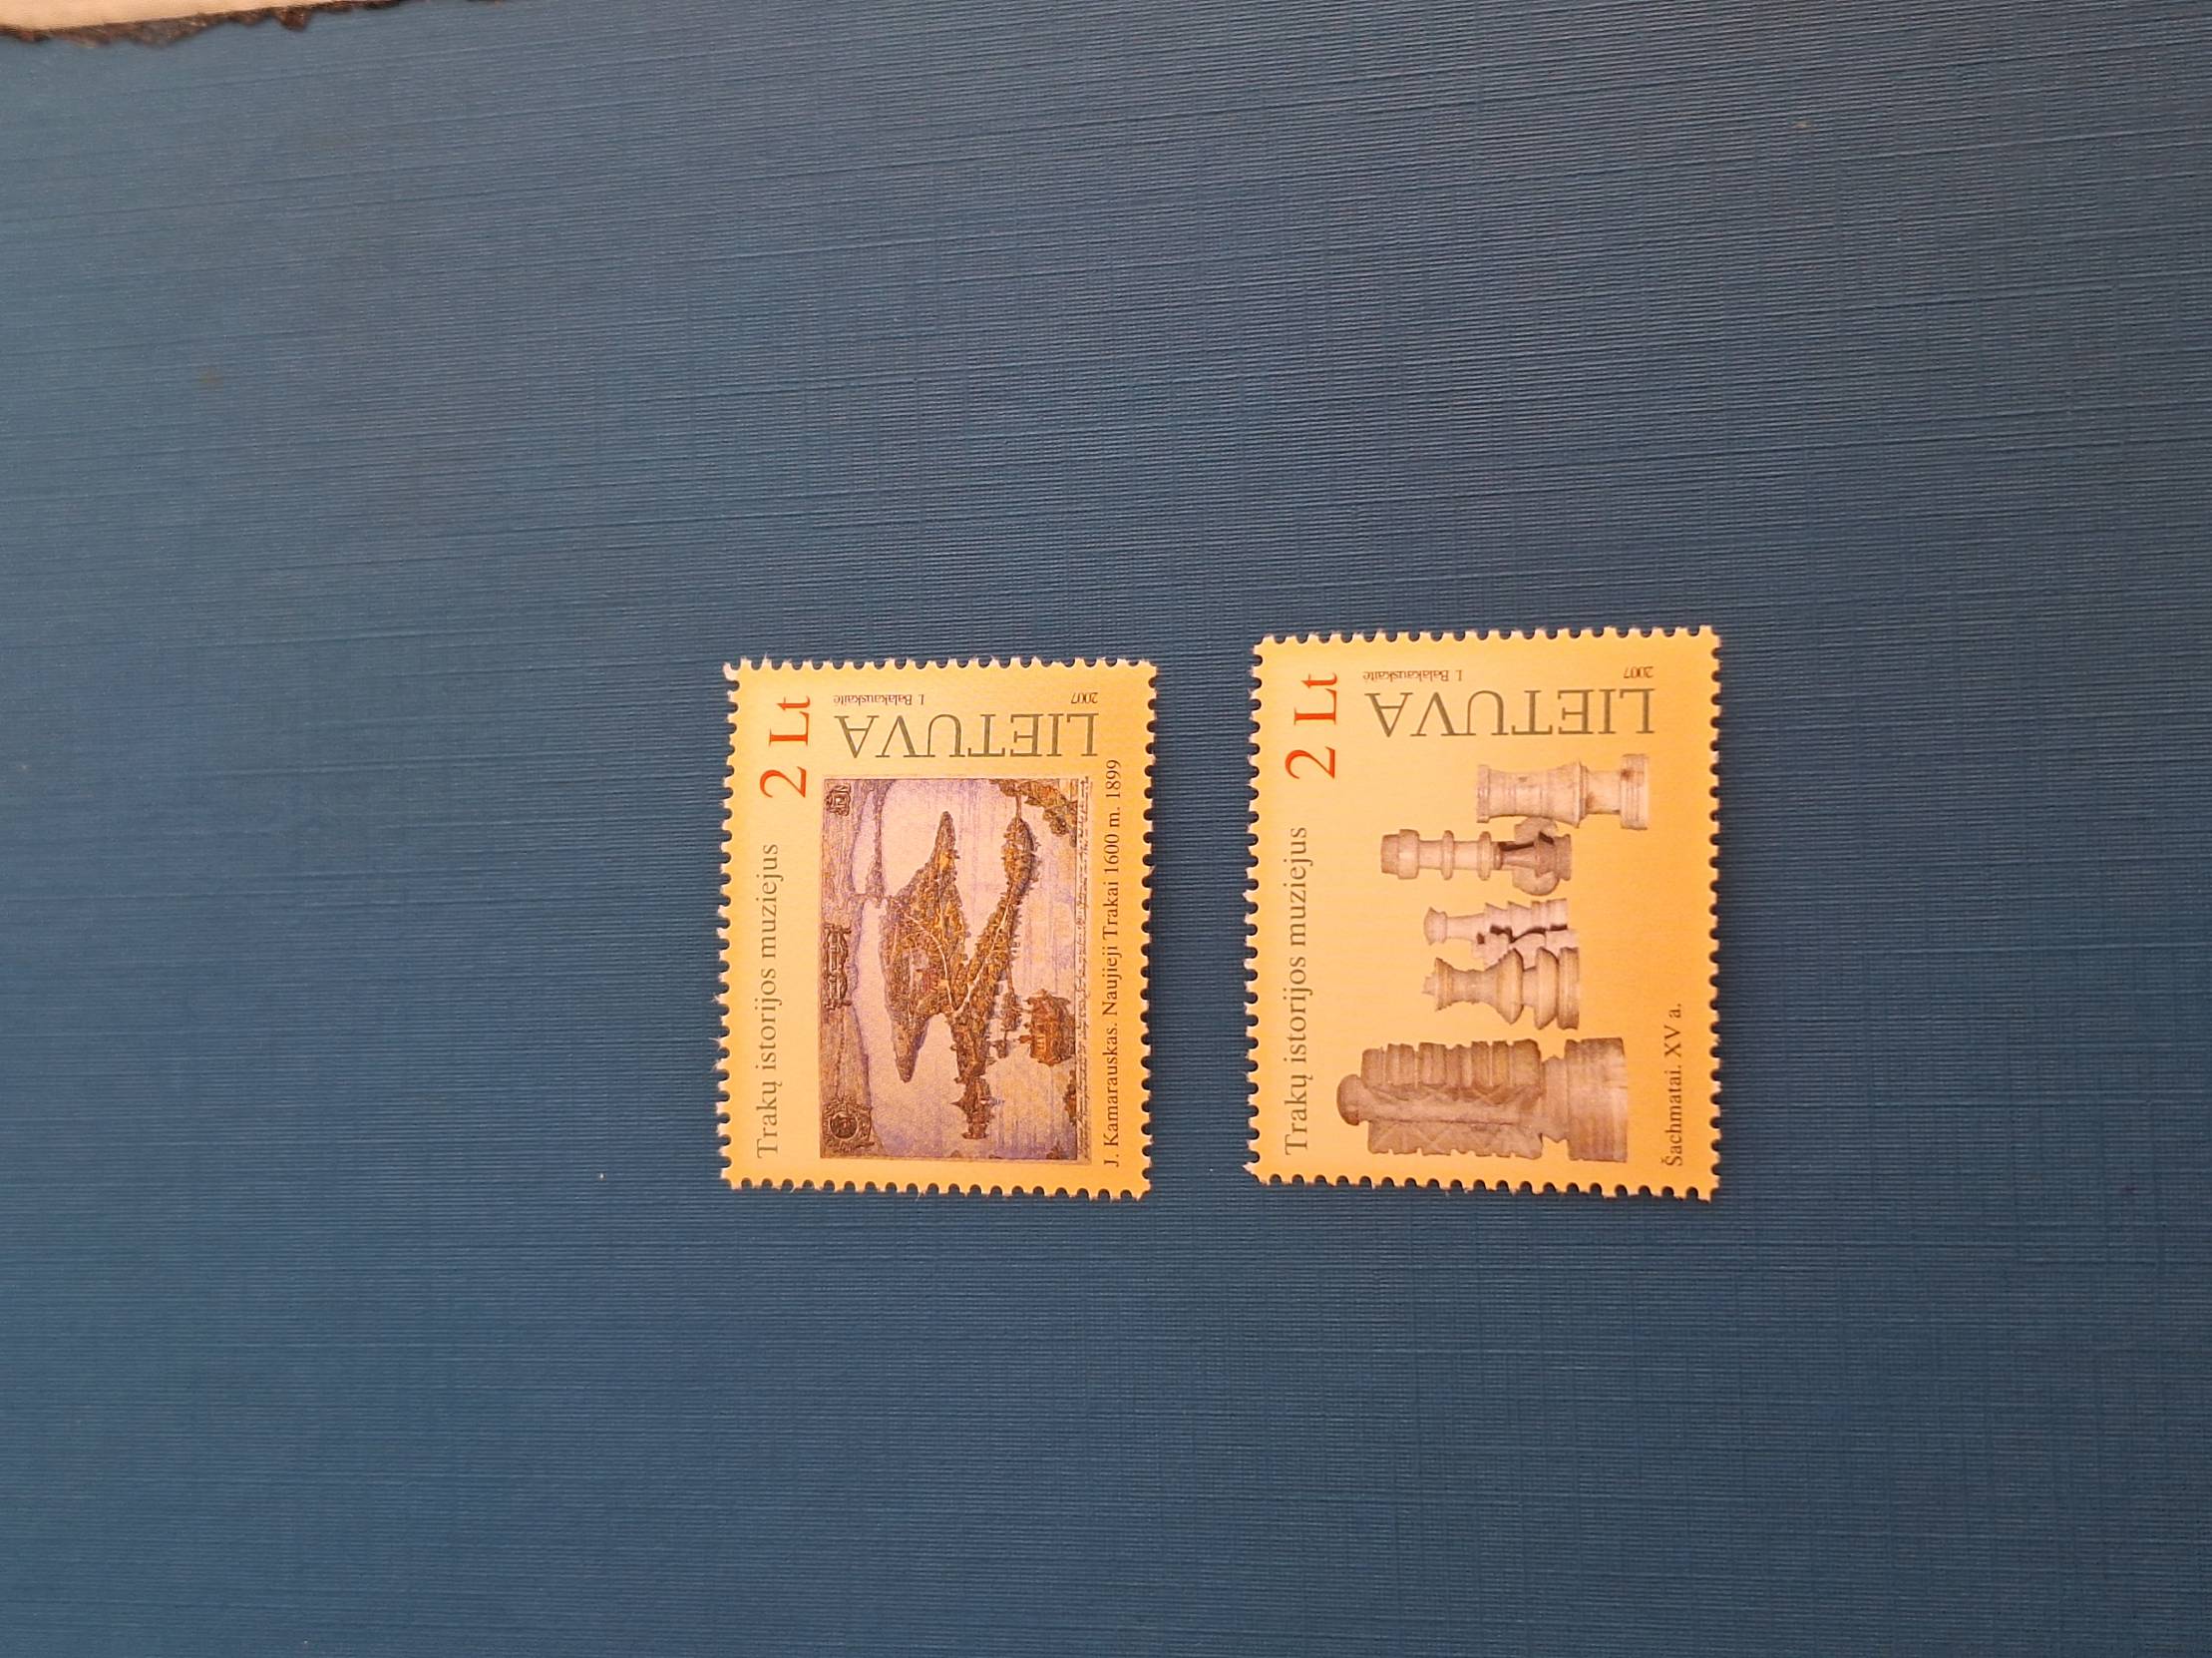 Trakų istorijos muziejus
2 Lt
LIETUVA
I. Balakauskaitė
2007
J. Kamarauskas. Naujieji Trakai 1600 m. 1899
Trakų istorijos muziejus
2 Lt
LIETUVA
I. Balakauskaitė
2007
Šachmatai. XV a.